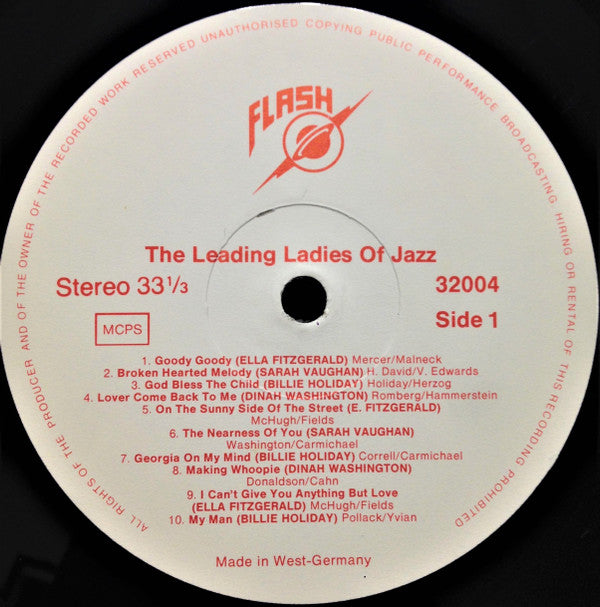 ALL RIGHTS OF THE PRODUCER AND OF THE OWNER OF THE RECORDED WORK RESERVED UNAUTHORISED COPYING PUBLIC PERFORMANCE BROADCASTING HIRING OR RENTAL OF THIS RECORDING PROHIBITED
FLASH
The Leading Ladies Of Jazz
Stereo 33 1/3
32004
MCPS
Side 1
1. Goody Goody (ELLA FITZGERALD) Mercer/Malneck
2. Broken Hearted Melody (SARAH VAUGHAN) H. David/V. Edwards
3. God Bless The Child (BILLIE HOLIDAY) Holiday/Herzog
4. Lover Come Back To Me (DINAH WASHINGTON) Romberg/Hammerstein
5. On The Sunny Side Of The Street (E. FITZGERALD)
McHugh/Fields
6. The Nearness Of You (SARAH VAUGHAN)
Washington/Carmichael
7. Georgia On My Mind (BILLIE HOLIDAY) Correll/Carmichael
8. Making Whoopie (DINAH WASHINGTON)
Donaldson/Cahn
9. I Can't Give You Anything But Love
(ELLA FITZGERALD) McHugh/Fields
10. My Man (BILLIE HOLIDAY) Pollack/Yvian
Made in West-Germany